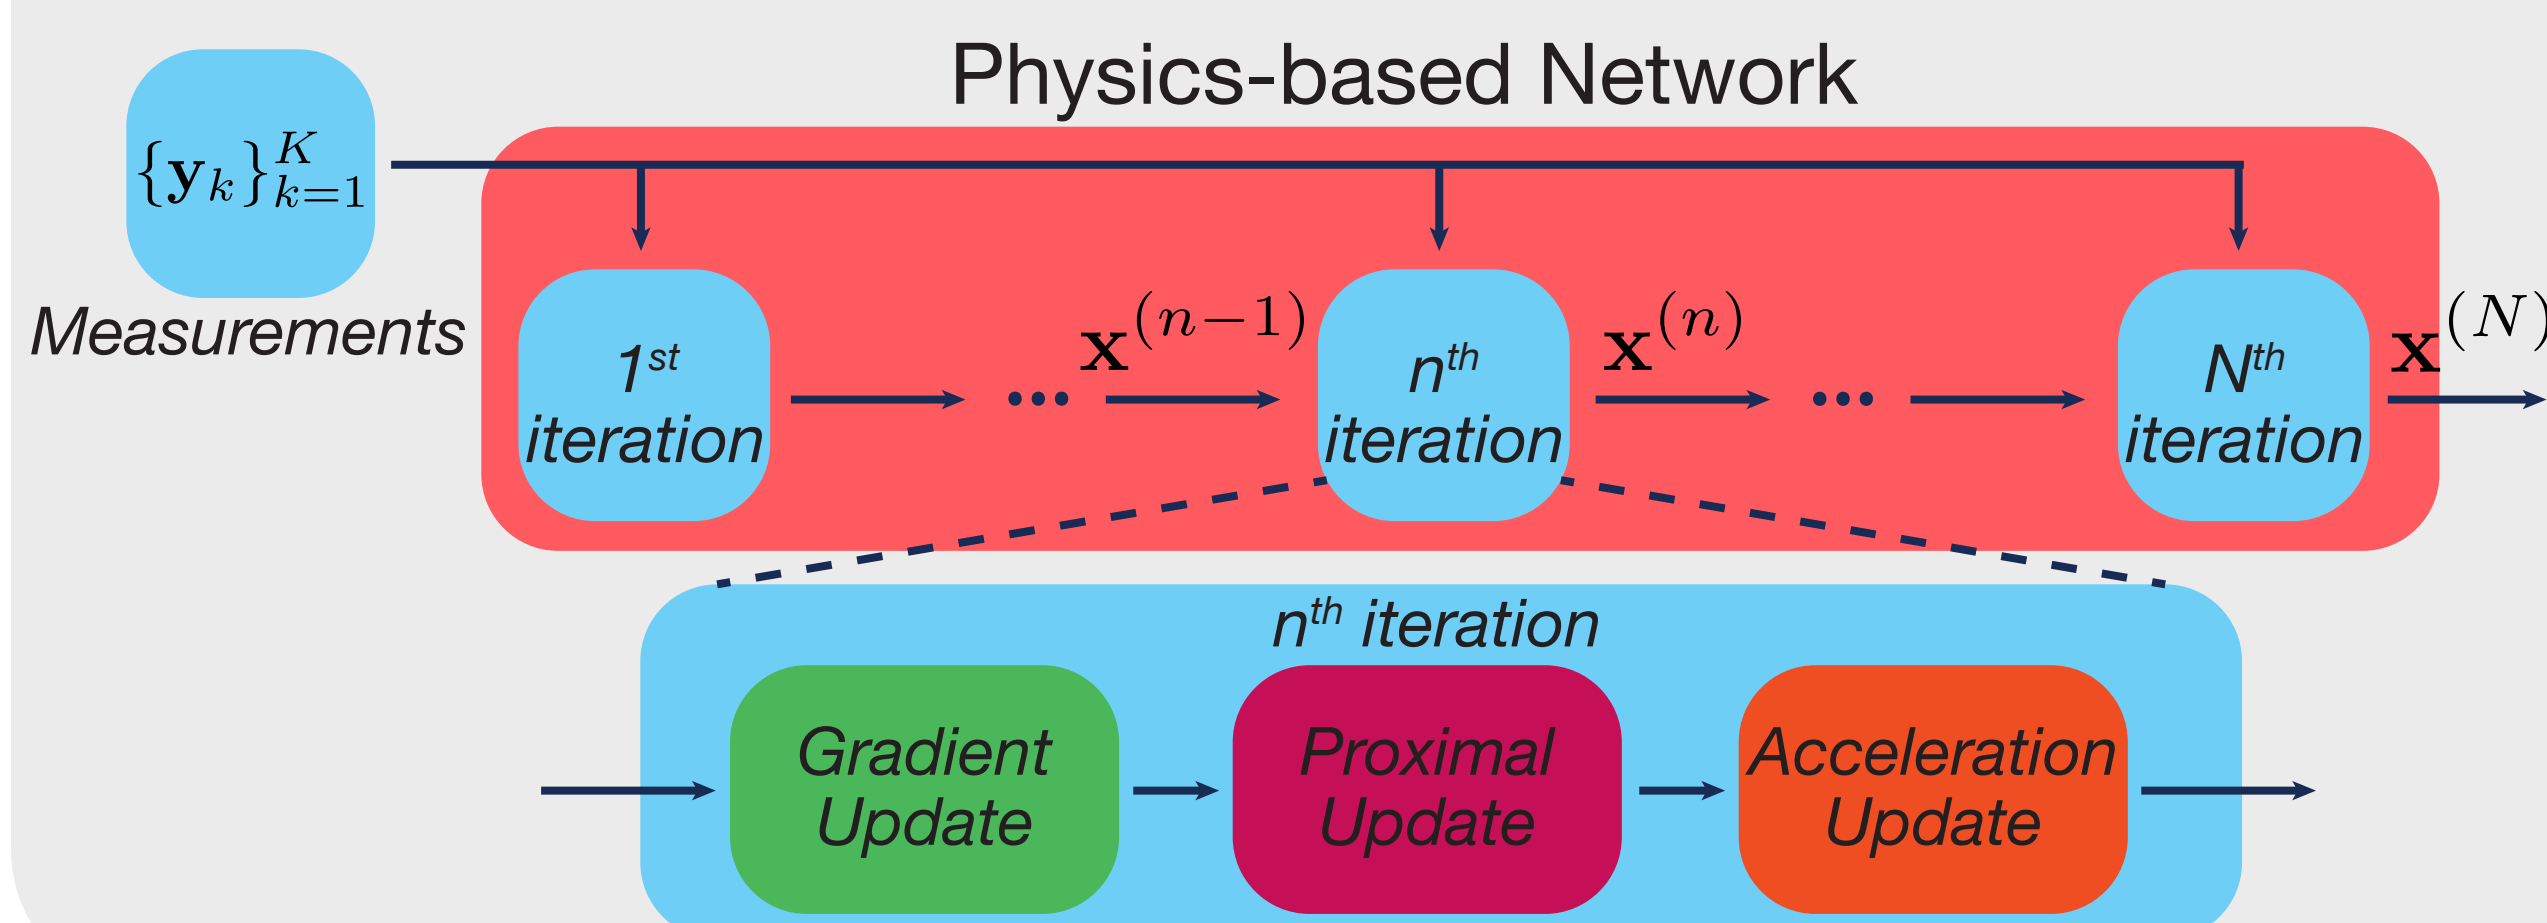 Physics-based Network
{y_k}_{k=1}^K
Measurements
1st
iteration
...
x^(n−1)
nth
iteration
x^(n)
...
Nth
iteration
x^(N)
nth iteration
Gradient
Update
Proximal
Update
Acceleration
Update